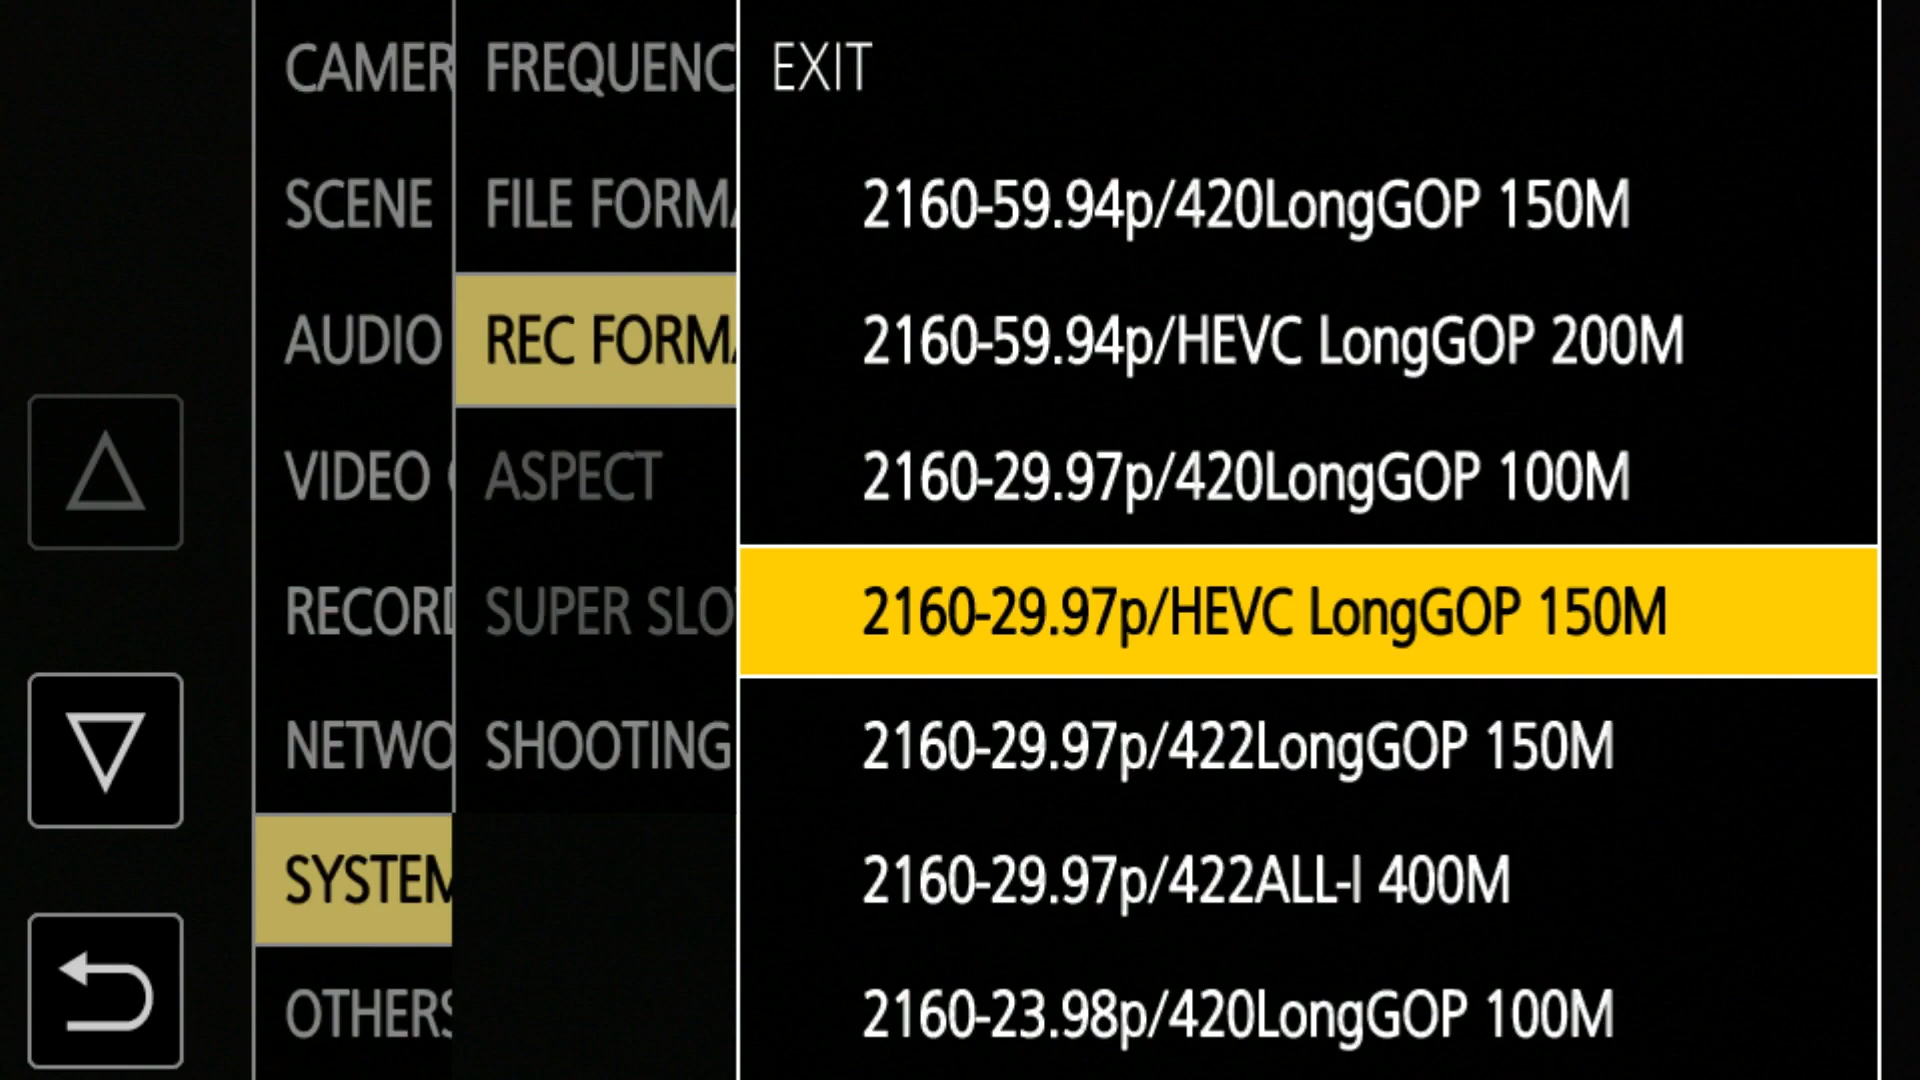 CAMER
SCENE
AUDIO
VIDEO
RECORD
NETWO
SYSTEM
OTHERS
FREQUENC
FILE FORMA
REC FORMA
ASPECT
SUPER SLO
SHOOTING
EXIT
2160-59.94p/420LongGOP 150M
2160-59.94p/HEVC LongGOP 200M
2160-29.97p/420LongGOP 100M
2160-29.97p/HEVC LongGOP 150M
2160-29.97p/422LongGOP 150M
2160-29.97p/422ALL-I 400M
2160-23.98p/420LongGOP 100M